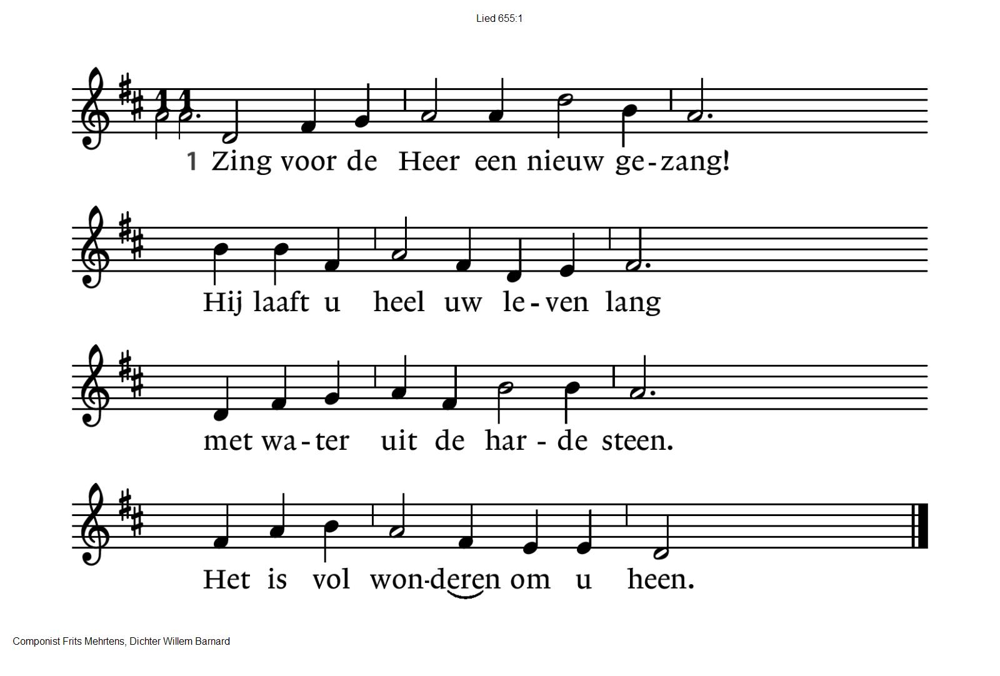 Lied 655:1
1 1
1 Zing voor de Heer een nieuw ge-zang!
Hij laaft u heel uw le-ven lang
met wa-ter uit de har-de steen.
Het is vol won-deren om u heen.
Componist Frits Mehrtens, Dichter Willem Barnard